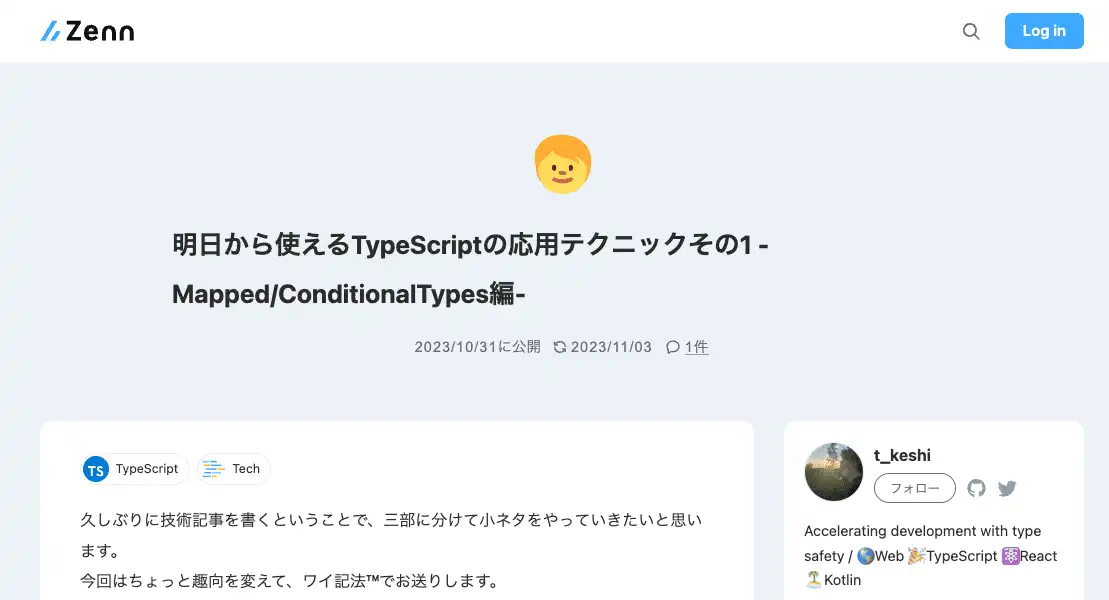 Zenn
Log in
明日から使えるTypeScriptの応用テクニックその1 -
Mapped/ConditionalTypes編-
2023/10/31に公開 2023/11/03 1件
TS TypeScript Tech
久しぶりに技術記事を書くということで、三部に分けて小ネタをやっていきたいと思い
ます。
今回はちょっと趣向を変えて、ワイ記法™でお送りします。
t_keshi
フォロー
Accelerating development with type
safety / 🌏Web 🎉TypeScript ⚛️React
🏝️Kotlin